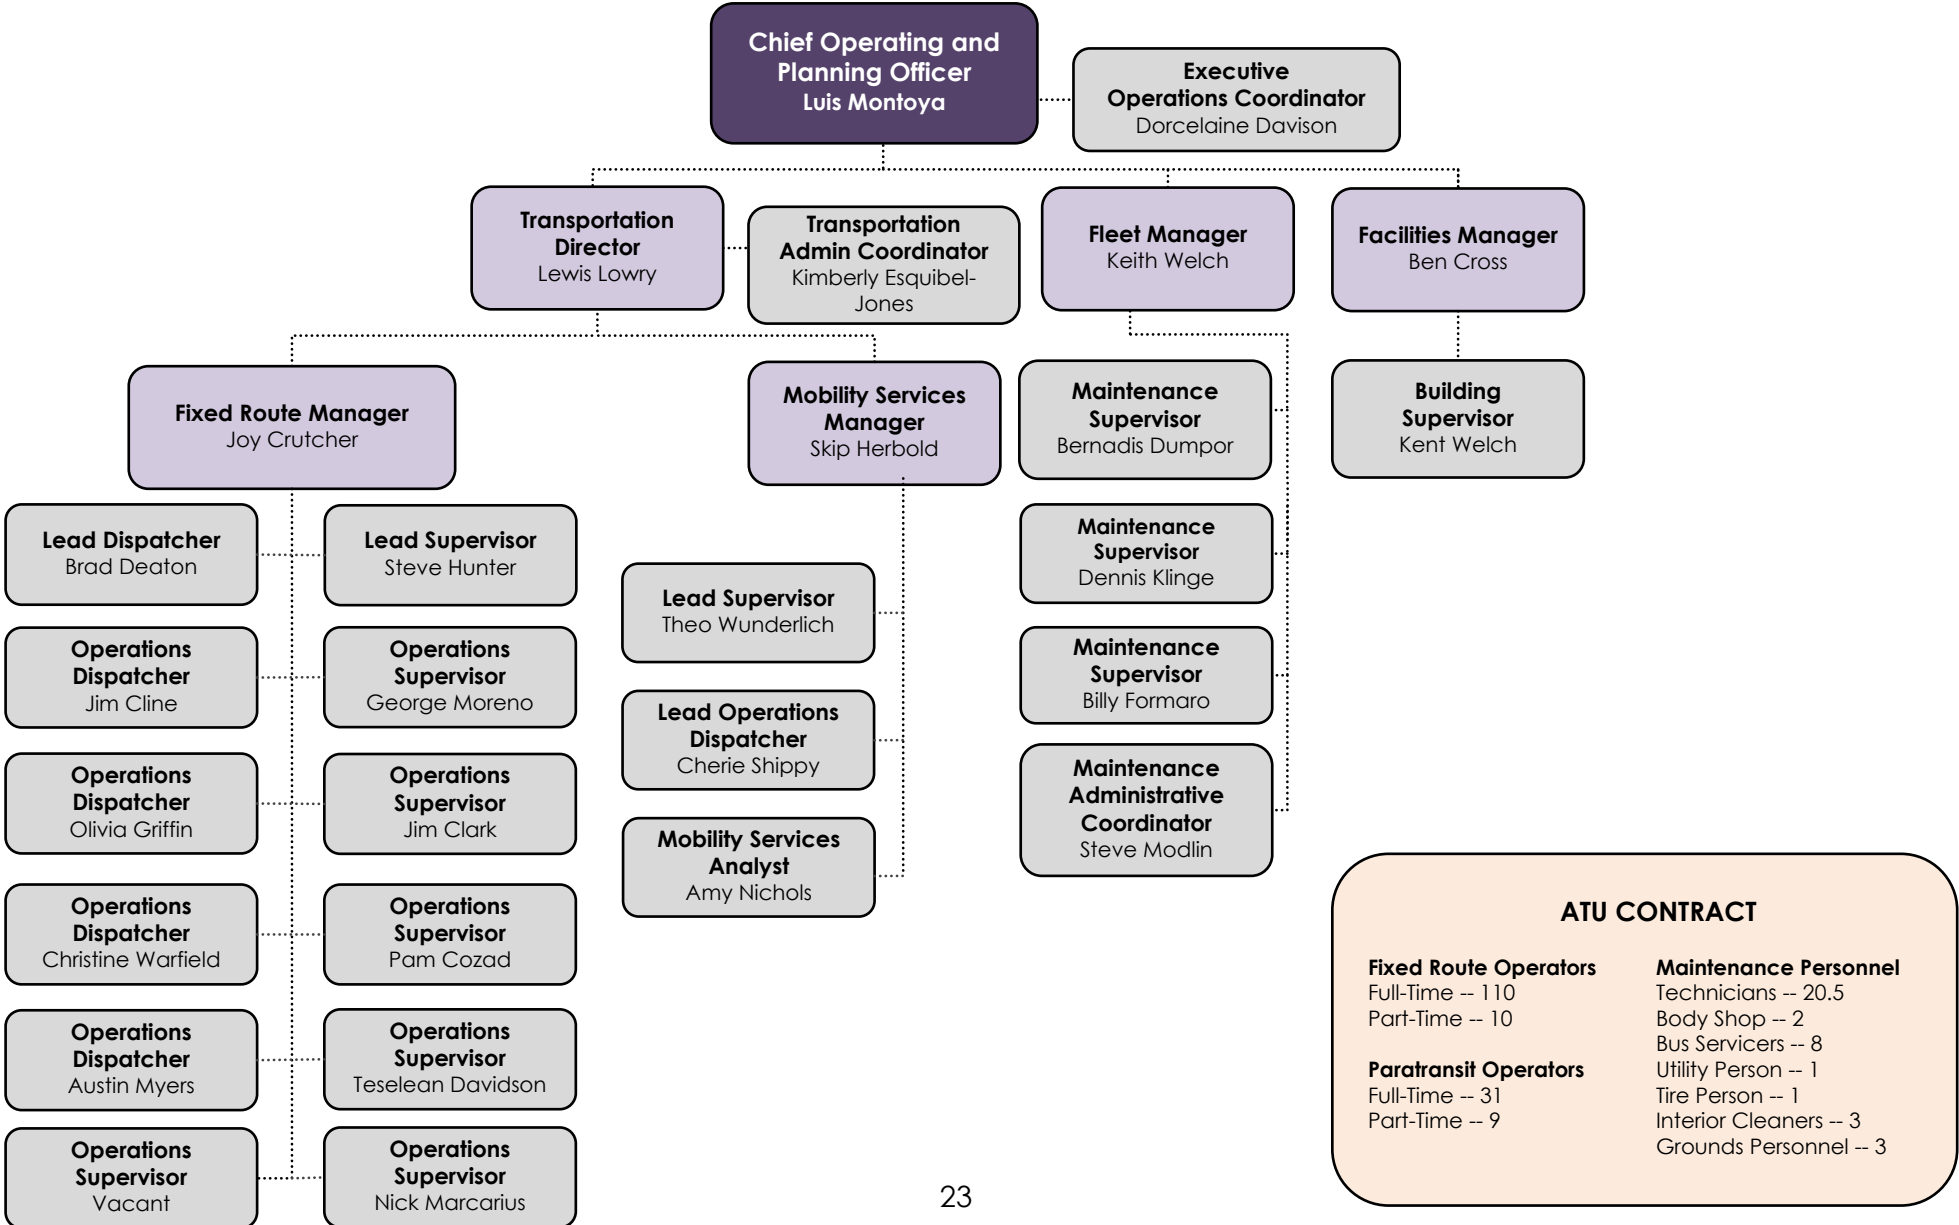 Chief Operating and
Planning Officer
Luis Montoya
Executive
Operations Coordinator
Dorcelaine Davison
Transportation
Director
Lewis Lowry
Transportation
Admin Coordinator
Kimberly Esquibel-
Jones
Fleet Manager
Keith Welch
Facilities Manager
Ben Cross
Fixed Route Manager
Joy Crutcher
Mobility Services
Manager
Skip Herbold
Maintenance
Supervisor
Bernadis Dumpor
Building
Supervisor
Kent Welch
Lead Dispatcher
Brad Deaton
Lead Supervisor
Steve Hunter
Operations
Dispatcher
Jim Cline
Operations
Supervisor
George Moreno
Operations
Dispatcher
Olivia Griffin
Operations
Supervisor
Jim Clark
Operations
Dispatcher
Christine Warfield
Operations
Supervisor
Pam Cozad
Operations
Dispatcher
Austin Myers
Operations
Supervisor
Teselean Davidson
Operations
Supervisor
Vacant
Operations
Supervisor
Nick Marcarius
Lead Supervisor
Theo Wunderlich
Lead Operations
Dispatcher
Cherie Shippy
Mobility Services
Analyst
Amy Nichols
Maintenance
Supervisor
Dennis Klinge
Maintenance
Supervisor
Billy Formaro
Maintenance
Administrative
Coordinator
Steve Modlin
ATU CONTRACT
Fixed Route Operators
Full-Time -- 110
Part-Time -- 10
Paratransit Operators
Full-Time -- 31
Part-Time -- 9
Maintenance Personnel
Technicians -- 20.5
Body Shop -- 2
Bus Servicers -- 8
Utility Person -- 1
Tire Person -- 1
Interior Cleaners -- 3
Grounds Personnel -- 3
23